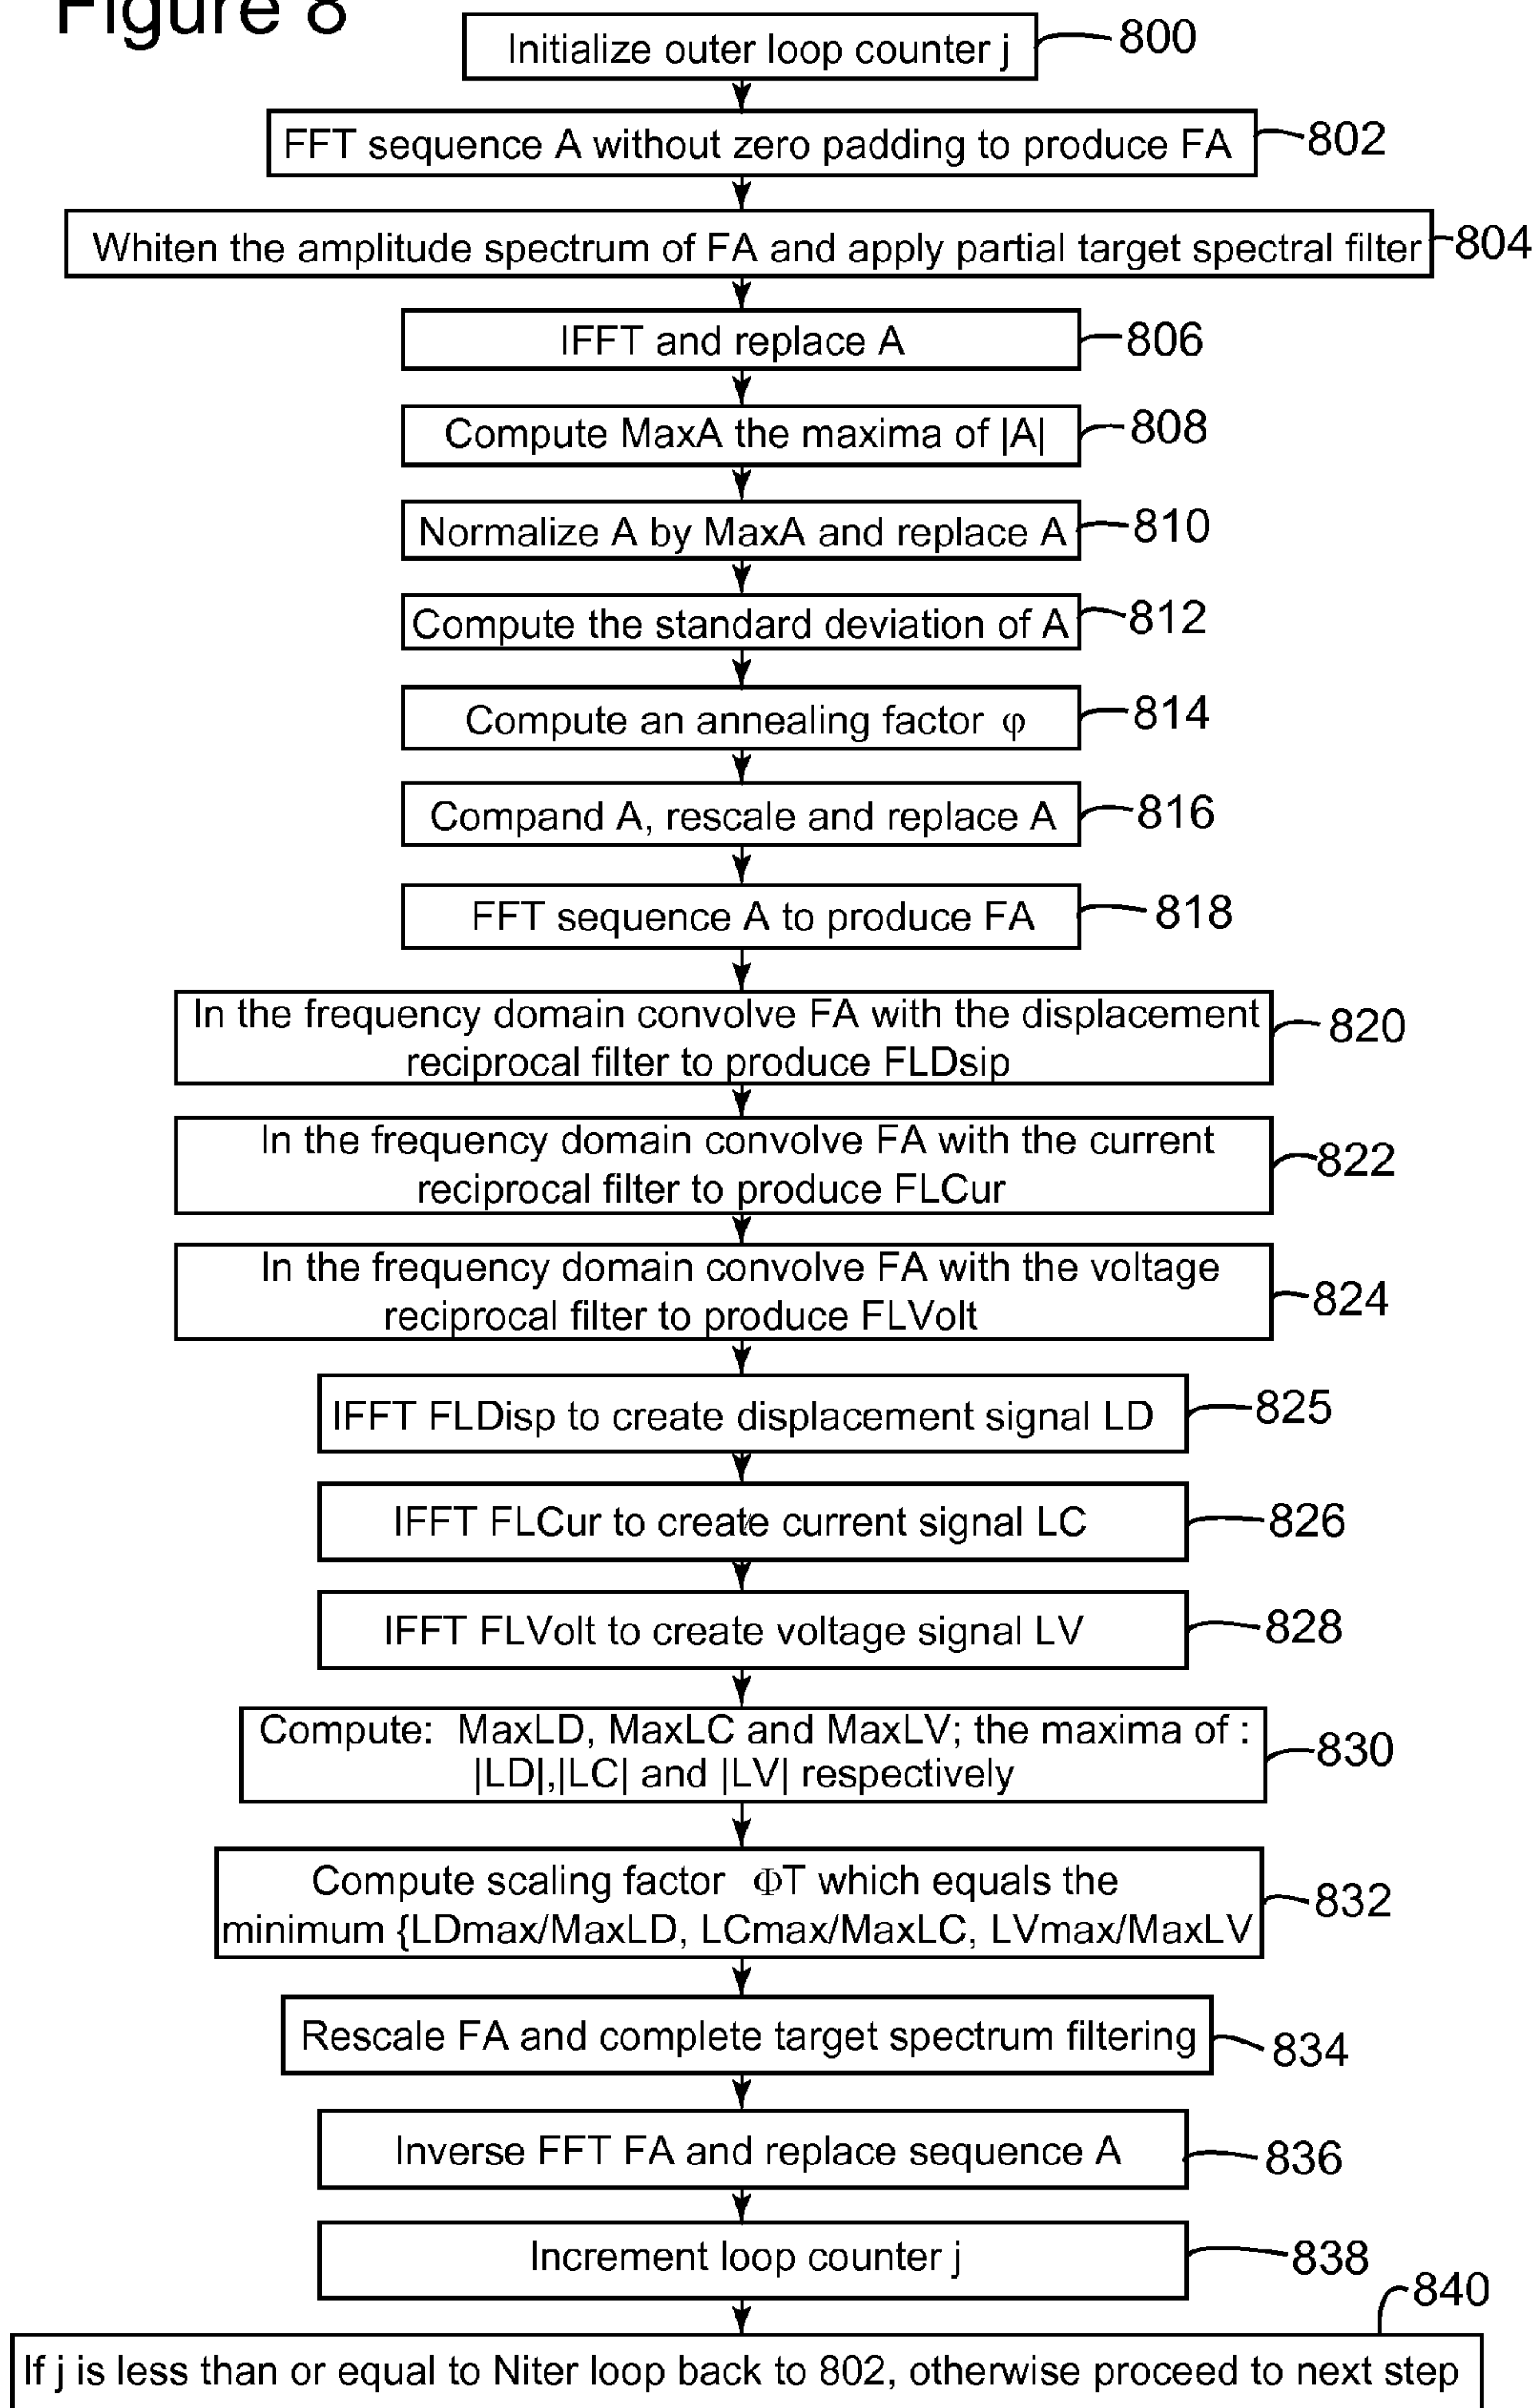 Figure 8
Initialize outer loop counter j
800
FFT sequence A without zero padding to produce FA
802
Whiten the amplitude spectrum of FA and apply partial target spectral filter
804
IFFT and replace A
806
Compute MaxA the maxima of |A|
808
Normalize A by MaxA and replace A
810
Compute the standard deviation of A
812
Compute an annealing factor φ
814
Compand A, rescale and replace A
816
FFT sequence A to produce FA
818
In the frequency domain convolve FA with the displacement
reciprocal filter to produce FLDsip
820
In the frequency domain convolve FA with the current
reciprocal filter to produce FLCur
822
In the frequency domain convolve FA with the voltage
reciprocal filter to produce FLVolt
824
IFFT FLDisp to create displacement signal LD
825
IFFT FLCur to create current signal LC
826
IFFT FLVolt to create voltage signal LV
828
Compute: MaxLD, MaxLC and MaxLV; the maxima of :
|LD|,|LC| and |LV| respectively
830
Compute scaling factor ΦT which equals the
minimum {LDmax/MaxLD, LCmax/MaxLC, LVmax/MaxLV
832
Rescale FA and complete target spectrum filtering
834
Inverse FFT FA and replace sequence A
836
Increment loop counter j
838
840
If j is less than or equal to Niter loop back to 802, otherwise proceed to next step